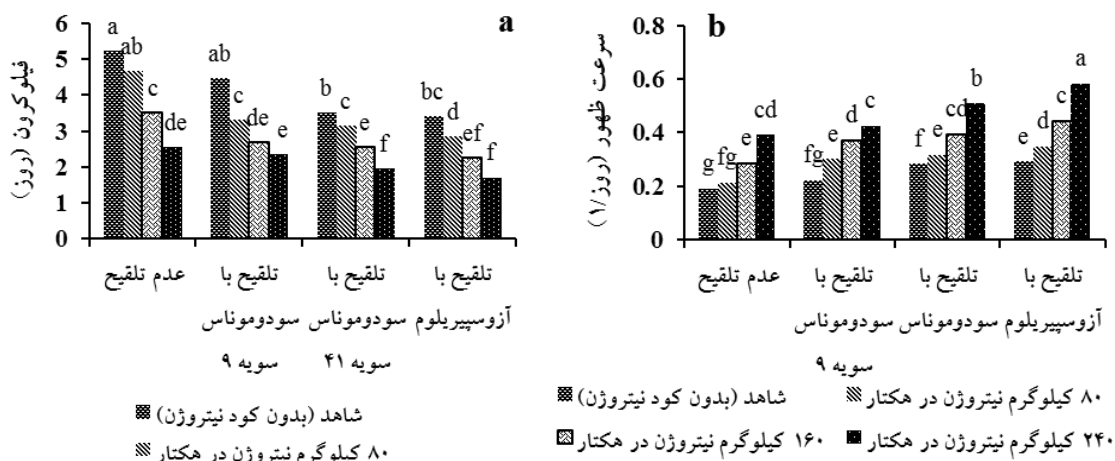 a
فیلوکرون (روز)
6
5
4
3
2
1
0
a ab c de
ab c de e
b c e f
bc d ef f
عدم تلقیح
تلقیح با سودوموناس سویه ۹
تلقیح با سودوموناس سویه ۴۱
تلقیح با آزوسپیریلوم
شاهد (بدون کود نیتروژن)
۸۰ کیلوگرم نیتروژن در هکتار
b
سرعت ظهور (روز/۱)
0.8
0.6
0.4
0.2
0
g fg e cd
fg e d c
f e cd b
e d c a
عدم تلقیح
تلقیح با سودوموناس سویه ۹
تلقیح با سودوموناس
تلقیح با آزوسپیریلوم
شاهد (بدون کود نیتروژن)
۸۰ کیلوگرم نیتروژن در هکتار
۱۶۰ کیلوگرم نیتروژن در هکتار
۲۴۰ کیلوگرم نیتروژن در هکتار